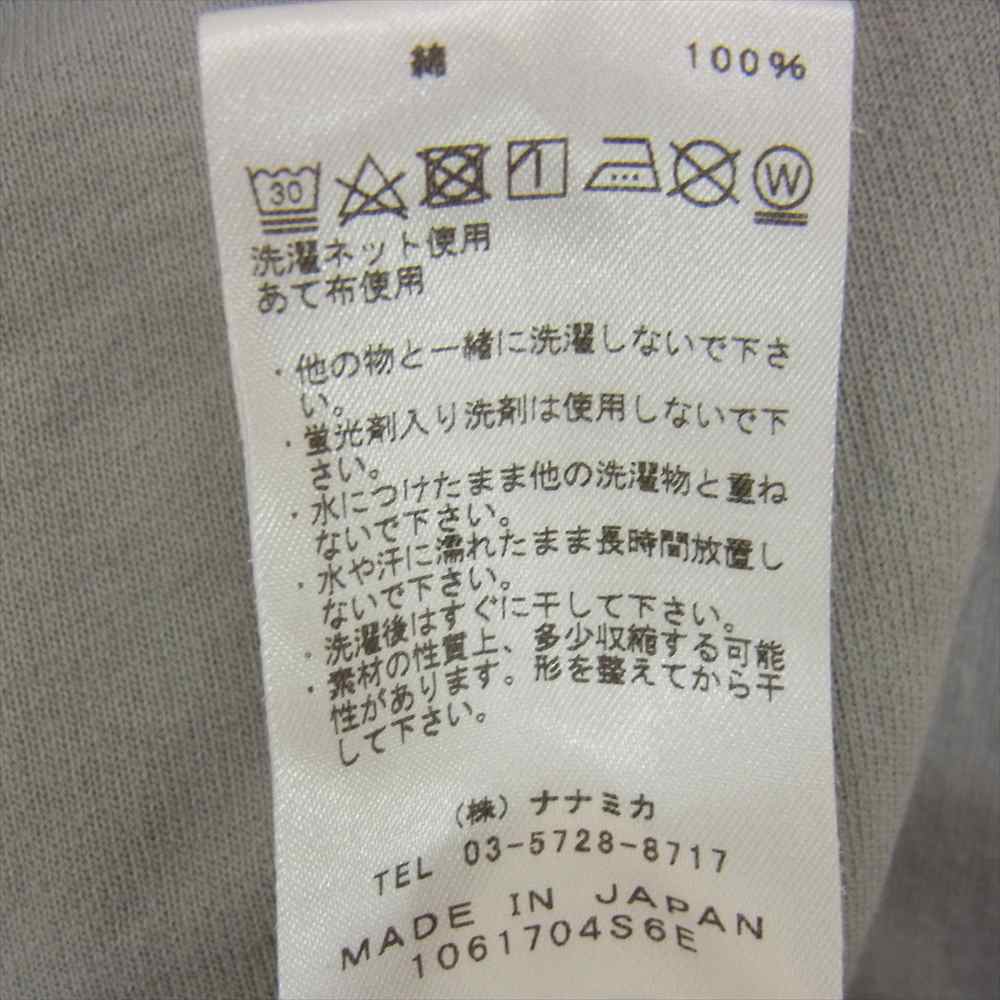 綿 100%
30 W
洗濯ネット使用
あて布使用
・他の物と一緒に洗濯しないで下さ
い。
・蛍光剤入り洗剤は使用しないで下
さい。
・水につけたまま他の洗濯物と重ね
ないで下さい。
・水や汗に濡れたまま長時間放置し
ないで下さい。
・洗濯後はすぐに干して下さい。
・素材の性質上、多少収縮する可能
性があります。形を整えてから干
して下さい。
(株)ナナミカ
TEL 03-5728-8717
MADE IN JAPAN
1061704S6E